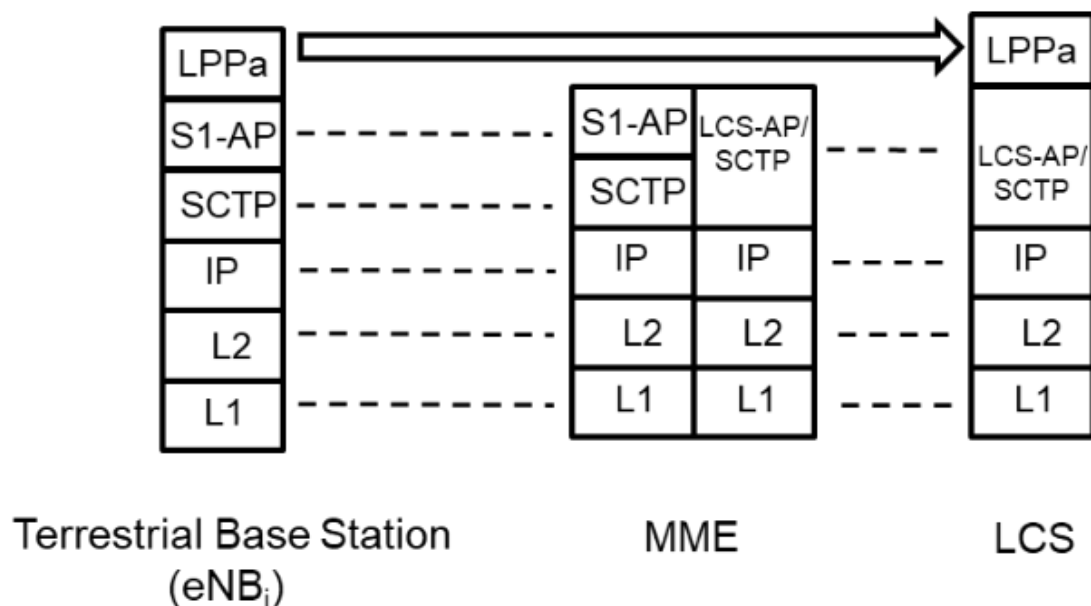 LPPa
S1-AP
SCTP
IP
L2
L1
S1-AP
SCTP
IP
L2
L1
LCS-AP/
SCTP
IP
L2
L1
LPPa
LCS-AP/
SCTP
IP
L2
L1
Terrestrial Base Station
(eNBᵢ)
MME
LCS